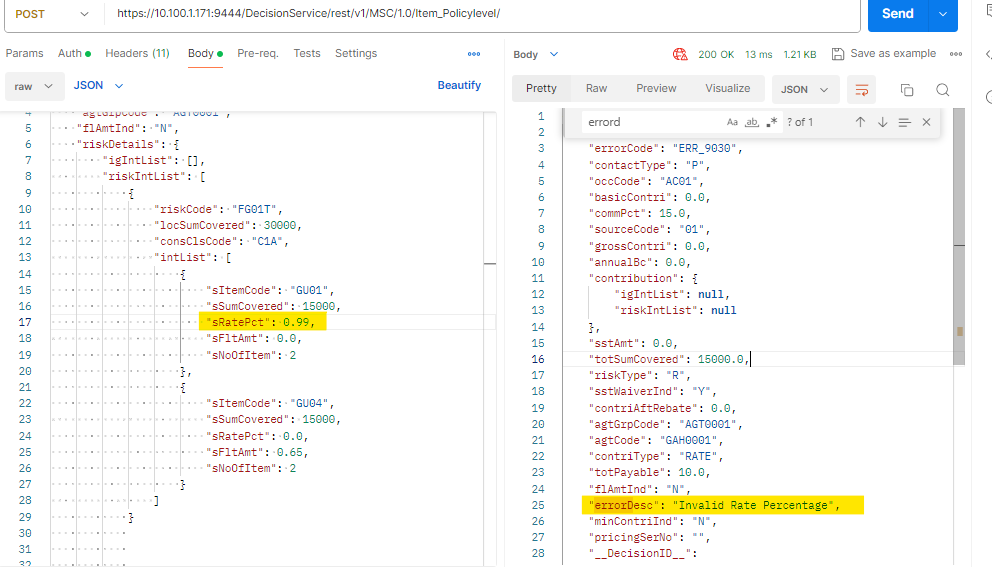 POST
https://10.100.1.171:9444/DecisionService/rest/v1/MSC/1.0/Item_Policylevel/
Send
Params Auth Headers (11) Body Pre-req. Tests Settings
raw JSON Beautify
4 "agtGrpCode": "AGT0001",
5 "flAmtInd": "N",
6 "riskDetails": {
7 "igIntList": [],
8 "riskIntList": [
9 {
10 "riskCode": "FG01T",
11 "locSumCovered": 30000,
12 "consClsCode": "C1A",
13 "intList": [
14 {
15 "sItemCode": "GU01",
16 "sSumCovered": 15000,
17 "sRatePct": 0.99,
18 "sFltAmt": 0.0,
19 "sNoOfItem": 2
20 },
21 {
22 "sItemCode": "GU04",
23 "sSumCovered": 15000,
24 "sRatePct": 0.0,
25 "sFltAmt": 0.65,
26 "sNoOfItem": 2
27 }
28 ]
29 }
30
31
32
Body 200 OK 13 ms 1.21 KB Save as example
Pretty Raw Preview Visualize JSON
errord Aa ab ? of 1
1
2
3 "errorCode": "ERR_9030",
4 "contactType": "P",
5 "occCode": "AC01",
6 "basicContri": 0.0,
7 "commPct": 15.0,
8 "sourceCode": "01",
9 "grossContri": 0.0,
10 "annualBc": 0.0,
11 "contribution": {
12 "igIntList": null,
13 "riskIntList": null
14 },
15 "sstAmt": 0.0,
16 "totSumCovered": 15000.0,
17 "riskType": "R",
18 "sstWaiverInd": "Y",
19 "contriAftRebate": 0.0,
20 "agtGrpCode": "AGT0001",
21 "agtCode": "GAH0001",
22 "contriType": "RATE",
23 "totPayable": 10.0,
24 "flAmtInd": "N",
25 "errorDesc": "Invalid Rate Percentage",
26 "minContriInd": "N",
27 "pricingSerNo": "",
28 "__DecisionID__":